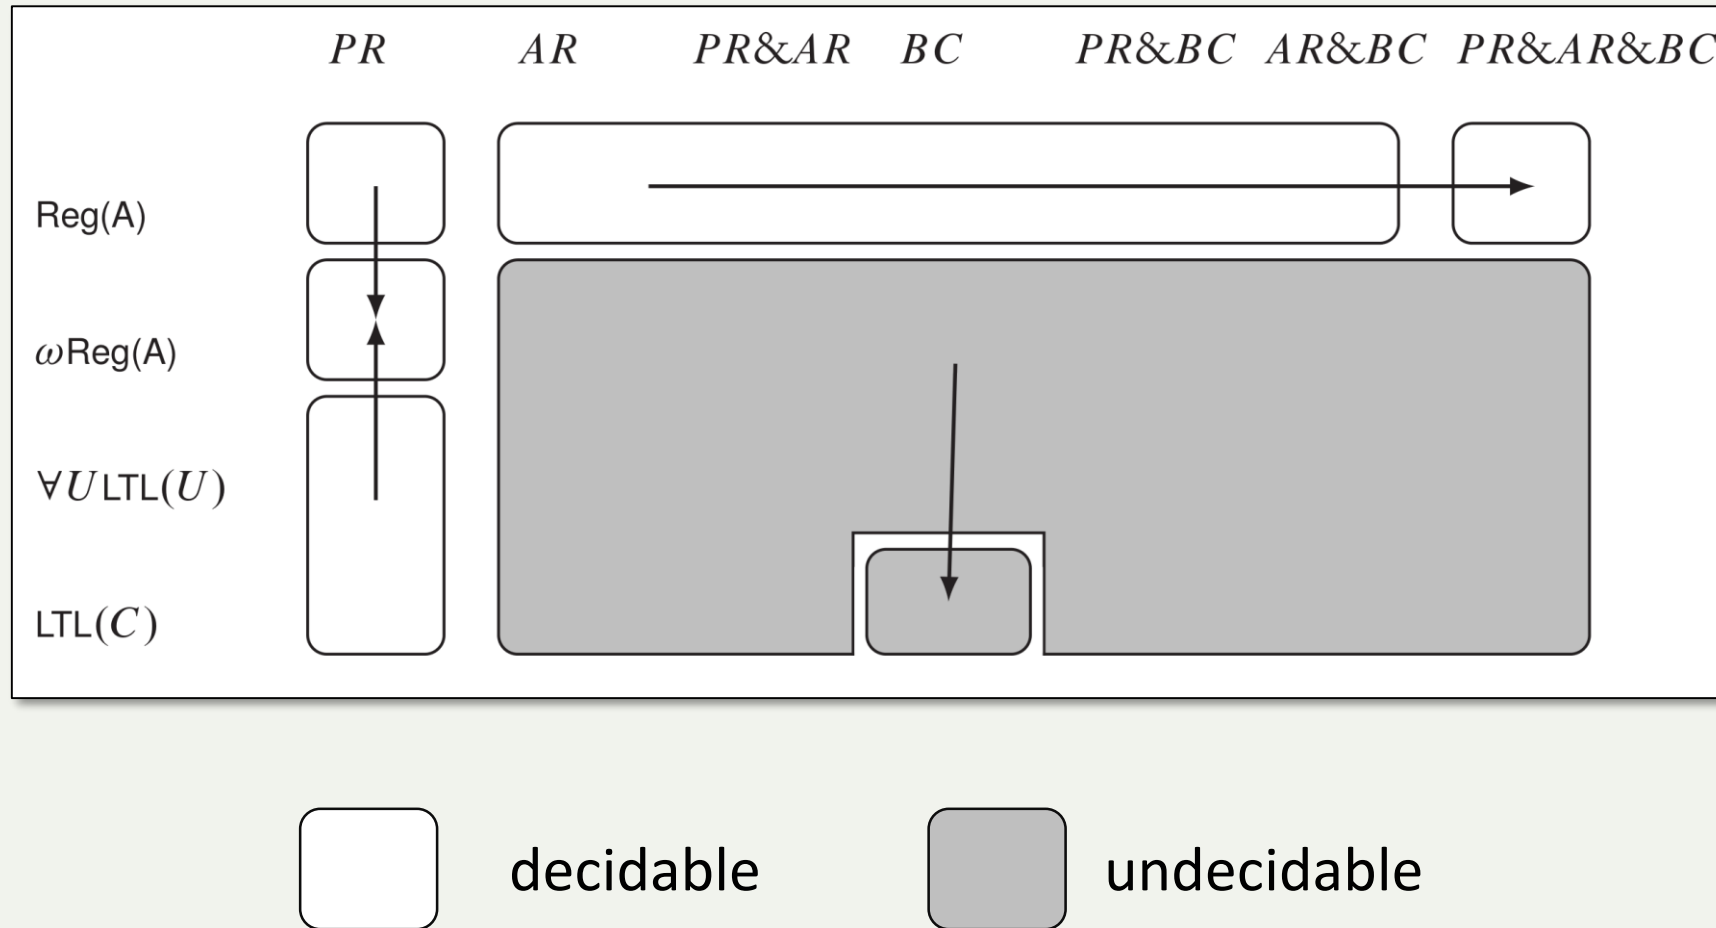 PR AR PR&AR BC PR&BC AR&BC PR&AR&BC
Reg(A)
ωReg(A)
∀U LTL(U)
LTL(C)
decidable undecidable